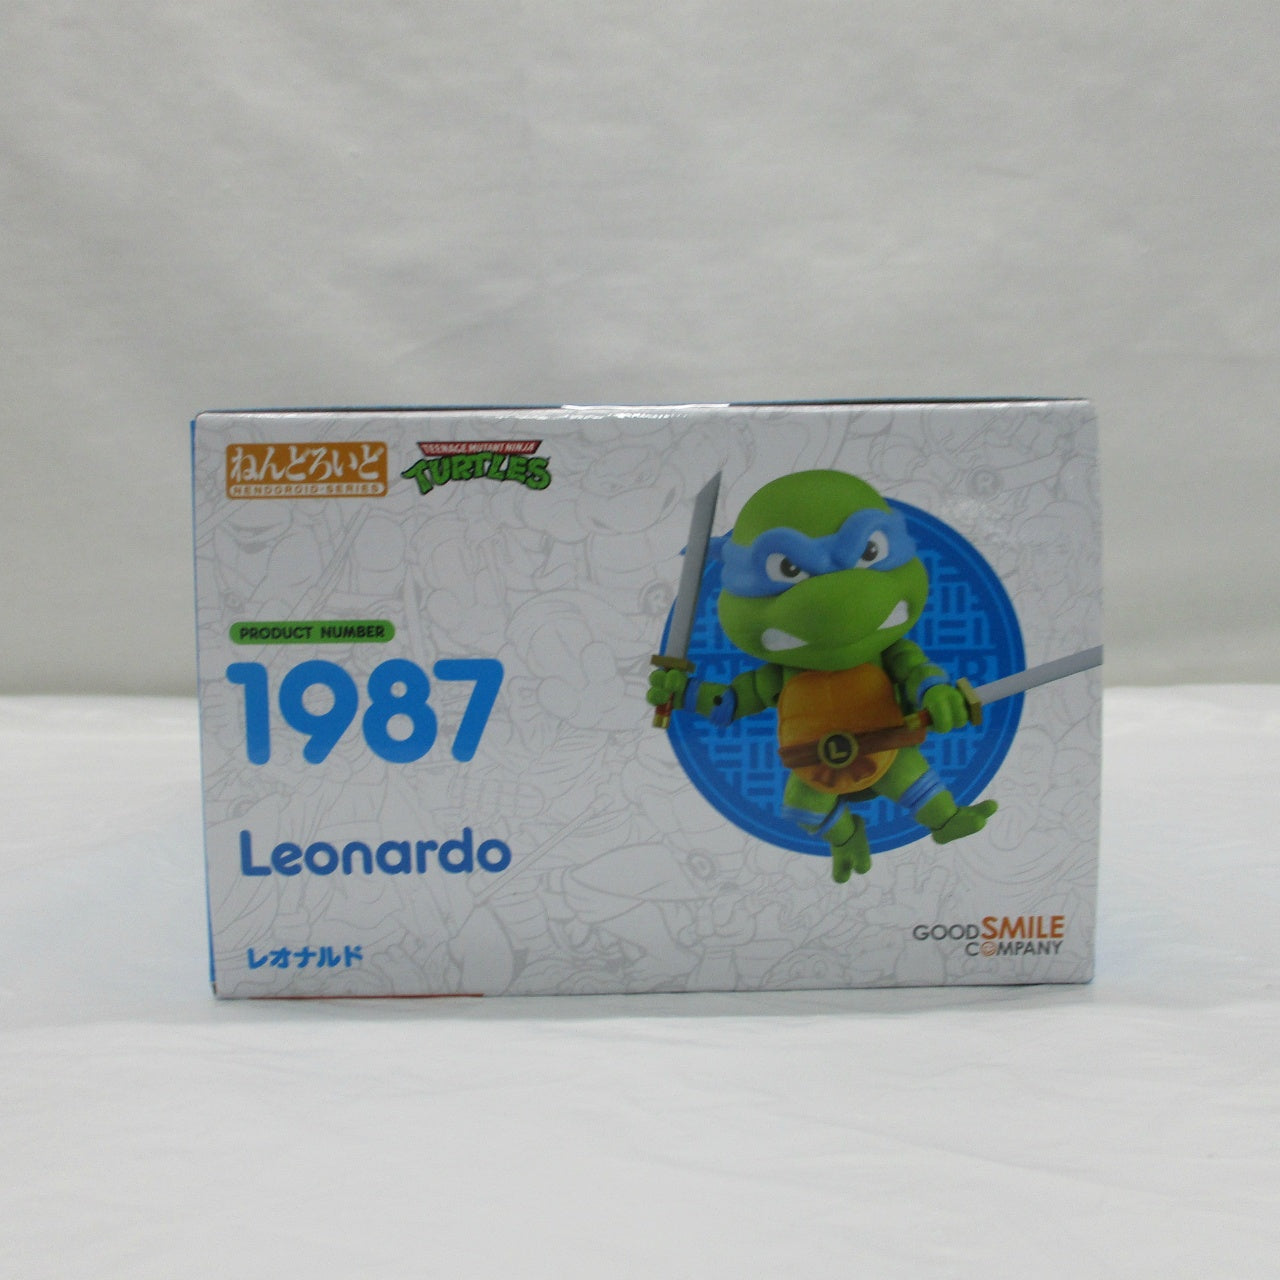 ねんどろいど
NENDOROID·SERIES
TEENAGE MUTANT NINJA
TURTLES
PRODUCT NUMBER
1987
Leonardo
レオナルド
L
GOOD SMILE
COMPANY